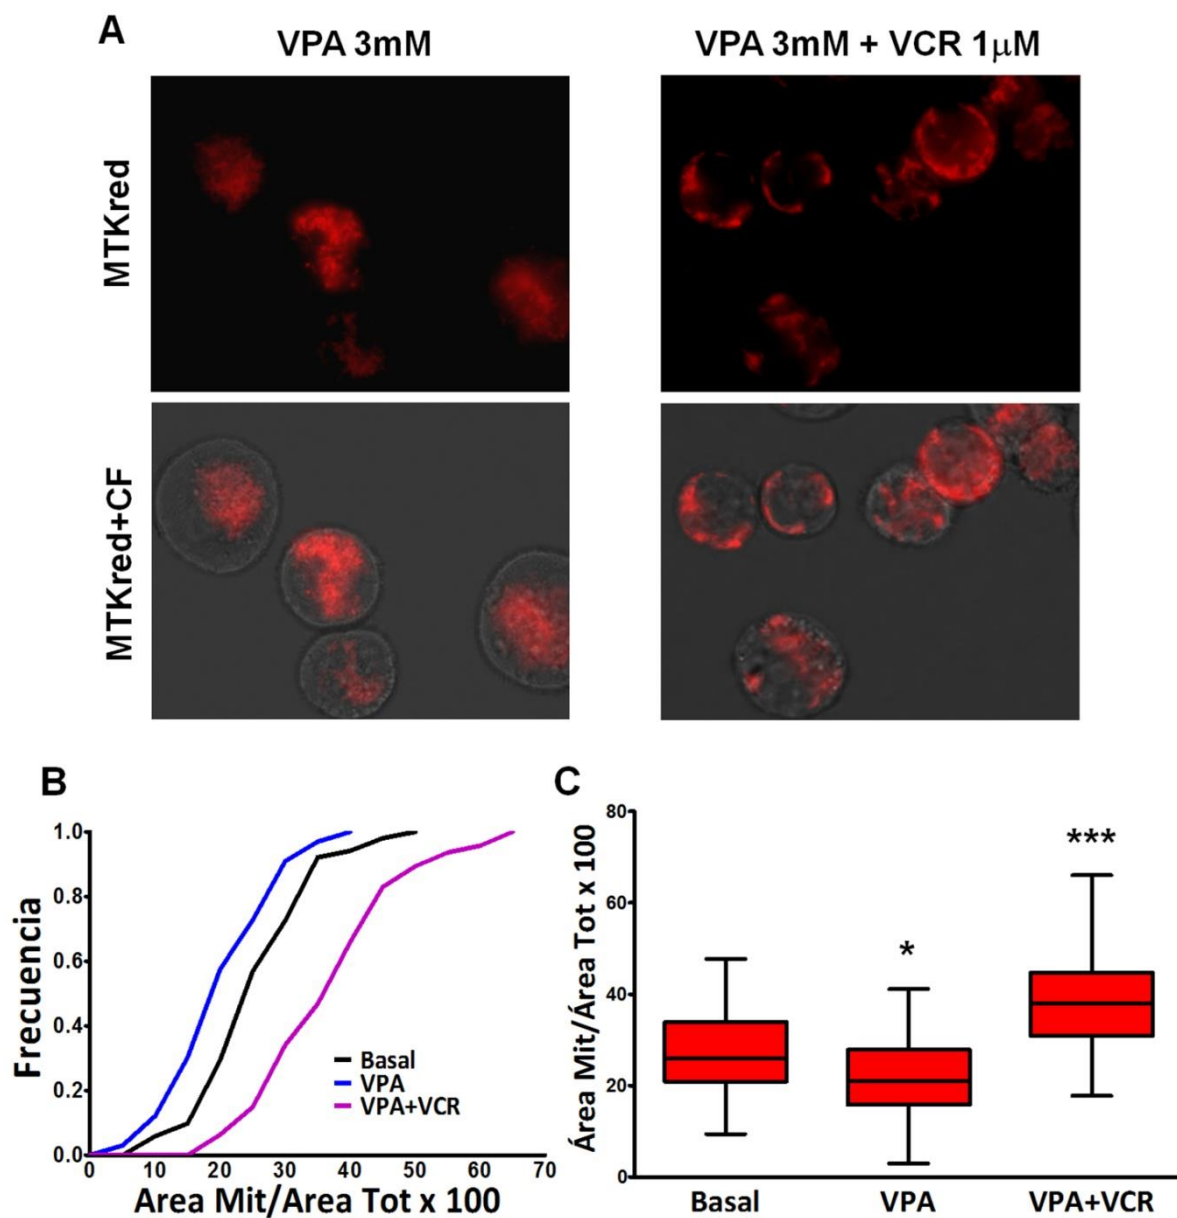 A
VPA 3mM
VPA 3mM + VCR 1μM
MTKred
MTKred+CF
B
Frecuencia
1.0
0.8
0.6
0.4
0.2
0.0
0
10
20
30
40
50
60
70
Basal
VPA
VPA+VCR
Area Mit/Area Tot x 100
C
Área Mit/Área Tot x 100
80
60
40
20
0
*
***
Basal
VPA
VPA+VCR